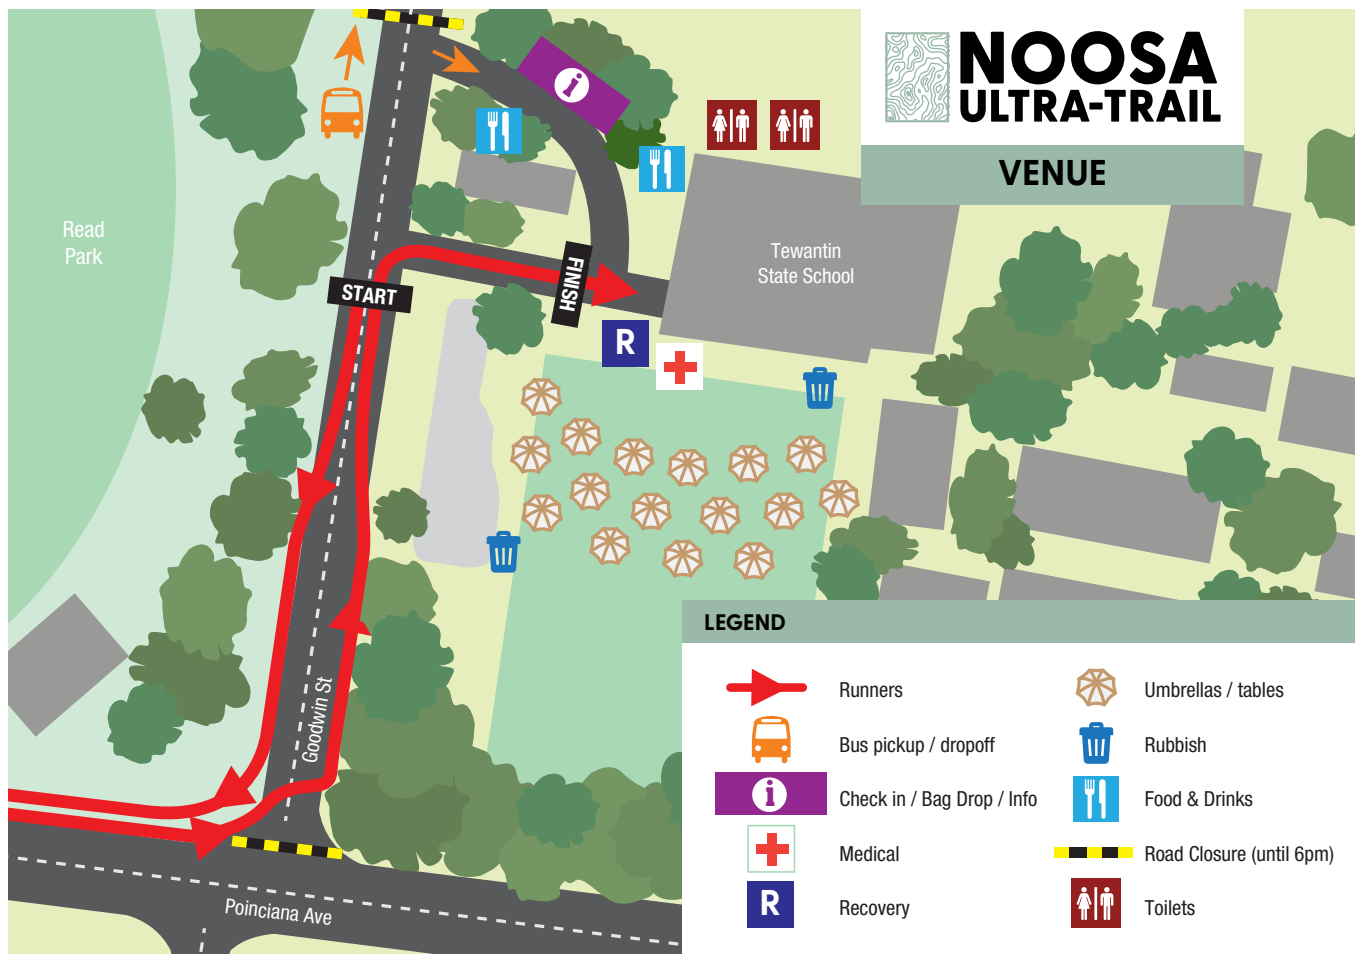 NOOSA
ULTRA-TRAIL
VENUE
Read
Park
Tewantin
State School
START
FINISH
R
Goodwin St
Poinciana Ave
LEGEND
Runners
Bus pickup / dropoff
Check in / Bag Drop / Info
Medical
R
Recovery
Umbrellas / tables
Rubbish
Food & Drinks
Road Closure (until 6pm)
Toilets